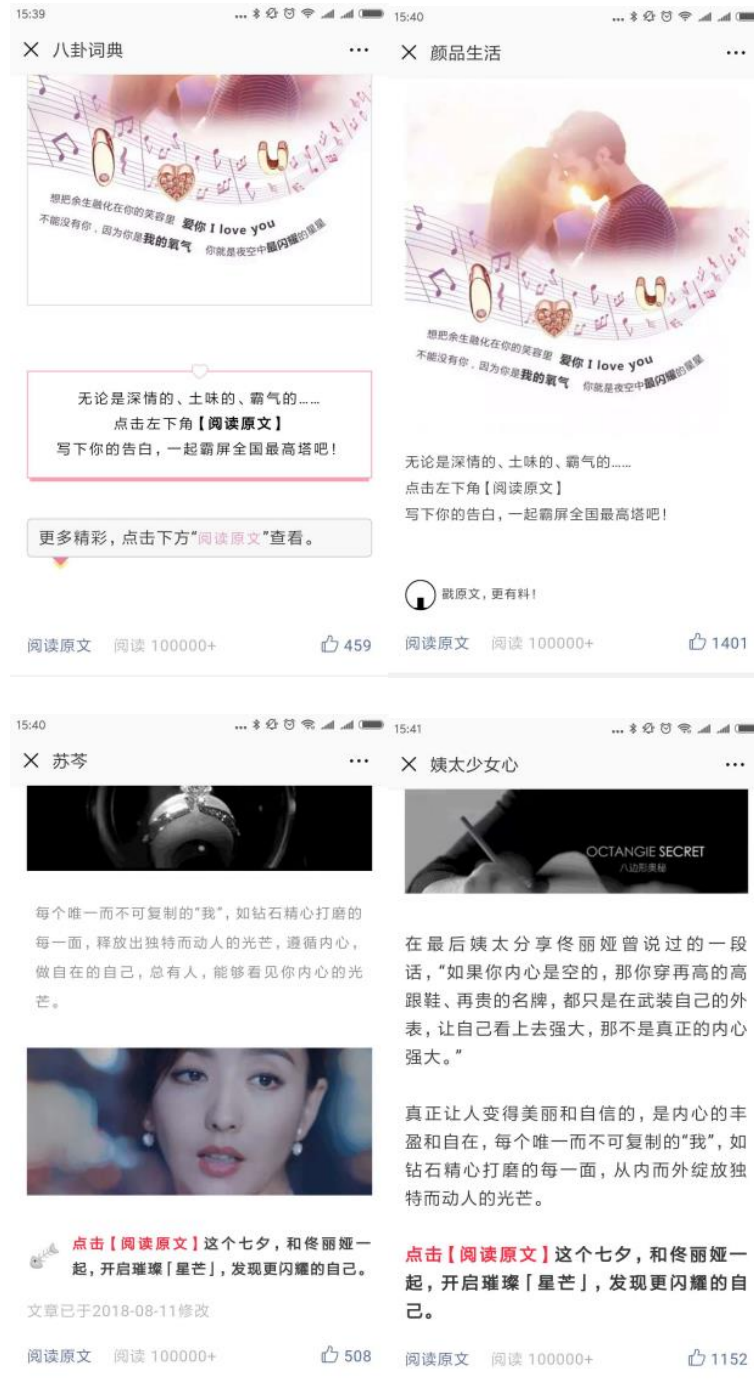 15:39
八卦词典
想把余生融化在你的笑容里 爱你 I love you
不能没有你，因为你是我的氧气 你就是夜空中最闪耀的星星
无论是深情的、土味的、霸气的……
点击左下角【阅读原文】
写下你的告白，一起霸屏全国最高塔吧！
更多精彩，点击下方“阅读原文”查看。
阅读原文 阅读 100000+ 459
15:40
颜品生活
想把余生融化在你的笑容里 爱你 I love you
不能没有你，因为你是我的氧气 你就是夜空中最闪耀的星星
无论是深情的、土味的、霸气的……
点击左下角【阅读原文】
写下你的告白，一起霸屏全国最高塔吧！
戳原文，更有料！
阅读原文 阅读 100000+ 1401
15:40
苏芩
每个唯一而不可复制的“我”，如钻石精心打磨的
每一面，释放出独特而动人的光芒，遵循内心，
做自在的自己，总有人，能够看见你内心的光
芒。
点击【阅读原文】这个七夕，和佟丽娅一
起，开启璀璨「星芒」，发现更闪耀的自己。
文章已于2018-08-11修改
阅读原文 阅读 100000+ 508
15:41
姨太少女心
OCTANGIE SECRET
八边形奥秘
在最后姨太分享佟丽娅曾说过的一段
话，“如果你内心是空的，那你穿再高的高
跟鞋、再贵的名牌，都只是在武装自己的外
表，让自己看上去强大，那不是真正的内心
强大。”
真正让人变得美丽和自信的，是内心的丰
盈和自在，每个唯一而不可复制的“我”，如
钻石精心打磨的每一面，从内而外绽放独
特而动人的光芒。
点击【阅读原文】这个七夕，和佟丽娅一
起，开启璀璨「星芒」，发现更闪耀的自
己。
阅读原文 阅读 100000+ 1152